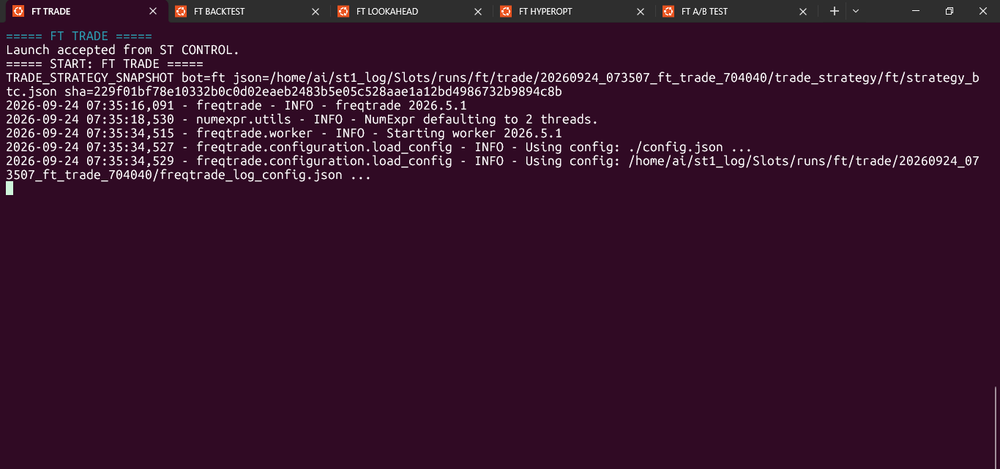 FT TRADE
FT BACKTEST
FT LOOKAHEAD
FT HYPEROPT
FT A/B TEST
===== FT TRADE =====
Launch accepted from ST CONTROL.
===== START: FT TRADE =====
TRADE_STRATEGY_SNAPSHOT bot=ft json=/home/ai/st1_log/Slots/runs/ft/trade/20260924_073507_ft_trade_704040/trade_strategy/ft/strategy_b
tc.json sha=229f01bf78e10332b0c0d02eaeb2483b5e05c528aae1a12bd4986732b9894c8b
2026-09-24 07:35:16,091 - freqtrade - INFO - freqtrade 2026.5.1
2026-09-24 07:35:18,530 - numexpr.utils - INFO - NumExpr defaulting to 2 threads.
2026-09-24 07:35:34,515 - freqtrade.worker - INFO - Starting worker 2026.5.1
2026-09-24 07:35:34,527 - freqtrade.configuration.load_config - INFO - Using config: ./config.json ...
2026-09-24 07:35:34,529 - freqtrade.configuration.load_config - INFO - Using config: /home/ai/st1_log/Slots/runs/ft/trade/20260924_07
3507_ft_trade_704040/freqtrade_log_config.json ...